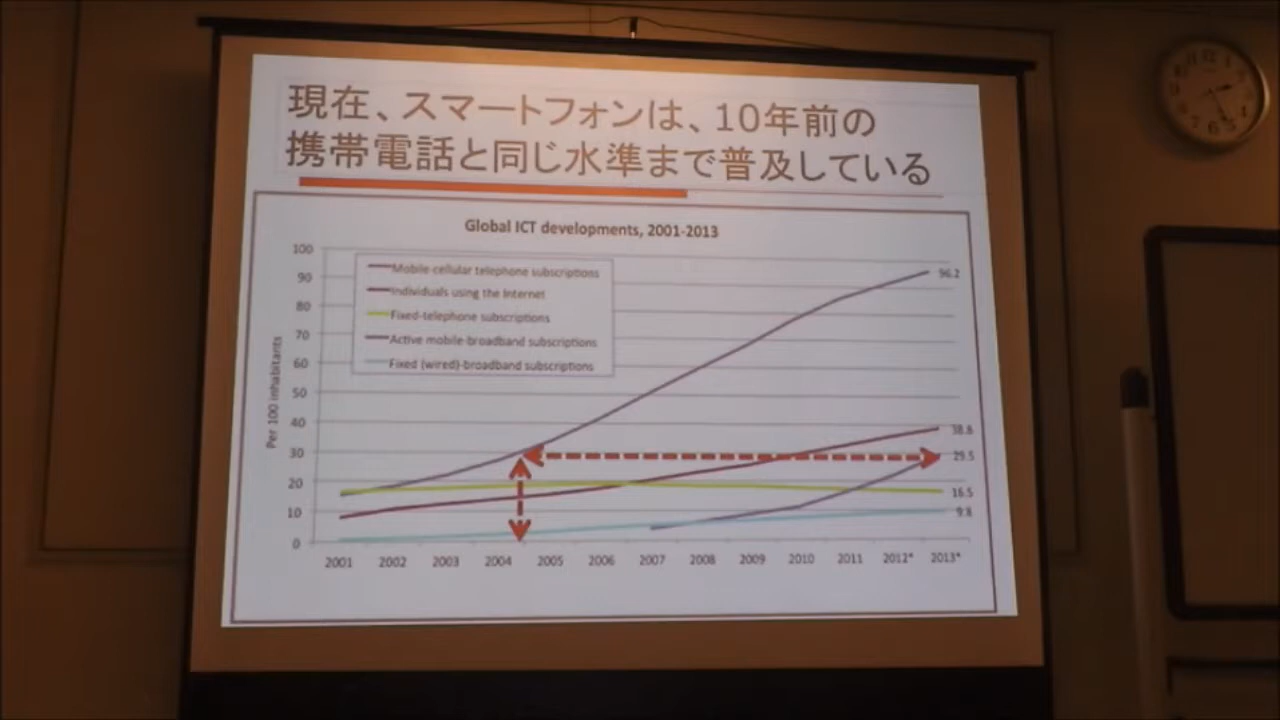 現在、スマートフォンは、10年前の
携帯電話と同じ水準まで普及している
Global ICT developments, 2001-2013
Per 100 inhabitants
100
90
80
70
60
50
40
30
20
10
0
Mobile-cellular telephone subscriptions
Individuals using the Internet
Fixed-telephone subscriptions
Active mobile-broadband subscriptions
Fixed (wired)-broadband subscriptions
96.2
38.8
29.5
16.5
9.8
2001 2002 2003 2004 2005 2006 2007 2008 2009 2010 2011 2012* 2013*